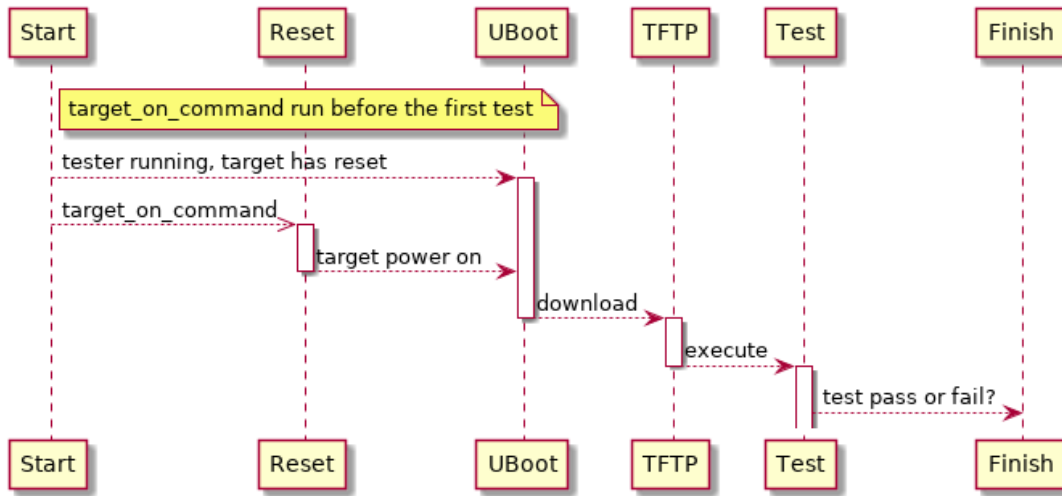 Start Reset UBoot TFTP Test Finish
target_on_command run before the first test
tester running, target has reset
target_on_command
target power on
download
execute
test pass or fail?
Start Reset UBoot TFTP Test Finish